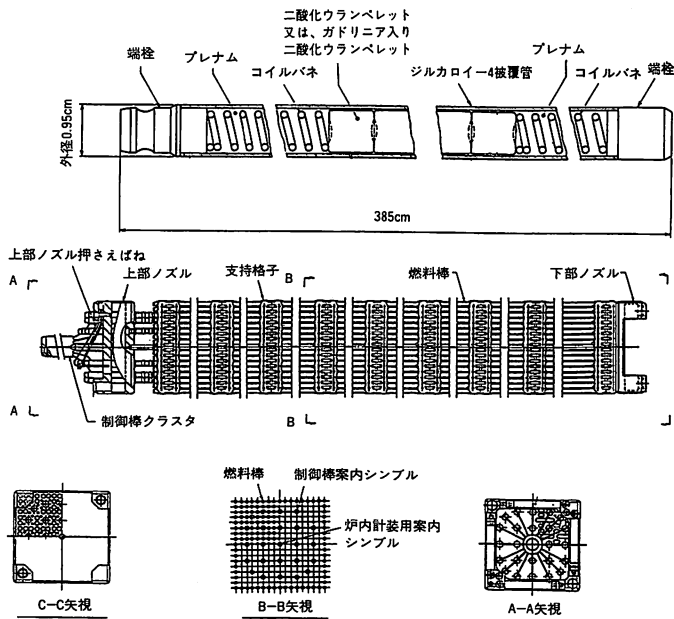 二酸化ウランペレット
又は、ガドリニア入り
二酸化ウランペレット
端栓
プレナム
コイルバネ
ジルカロイー4被覆管
プレナム
コイルバネ
端栓
外径0.95cm
385cm
上部ノズル押さえばね
A
上部ノズル
支持格子
B
燃料棒
下部ノズル
A
制御棒クラスタ
B
燃料棒
制御棒案内シンブル
炉内計装用案内
シンブル
C−C矢視
B−B矢視
A−A矢視